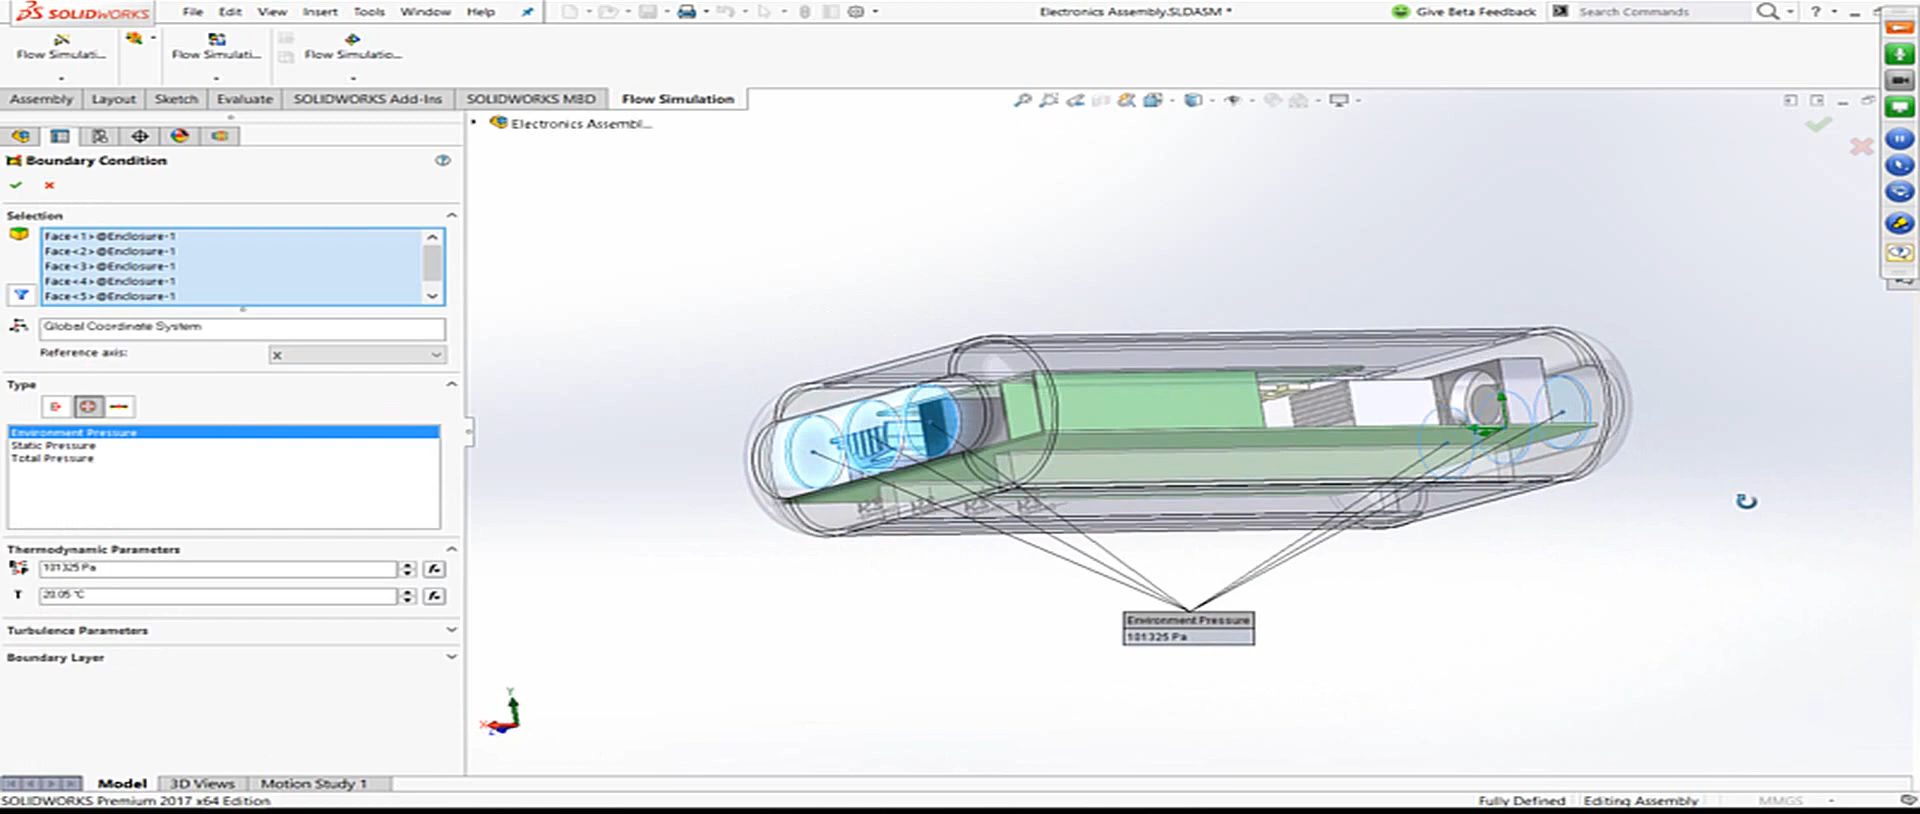 SOLIDWORKS File Edit View Insert Tools Window Help Electronics Assembly.SLDASM * Give Beta Feedback Search Commands ?
Flow Simulati... Flow Simulati... Flow Simulatio...
Assembly Layout Sketch Evaluate SOLIDWORKS Add-Ins SOLIDWORKS MBD Flow Simulation
Electronics Assembl...
Boundary Condition
Selection
Face<1>@Enclosure-1
Face<2>@Enclosure-1
Face<3>@Enclosure-1
Face<4>@Enclosure-1
Face<5>@Enclosure-1
Global Coordinate System
Reference axis: X
Type
Environment Pressure
Static Pressure
Total Pressure
Thermodynamic Parameters
101325 Pa
T 20.05 °C
Turbulence Parameters
Boundary Layer
Environment Pressure
101325 Pa
Y
X
Model 3D Views Motion Study 1
SOLIDWORKS Premium 2017 x64 Edition Fully Defined Editing Assembly MMGS